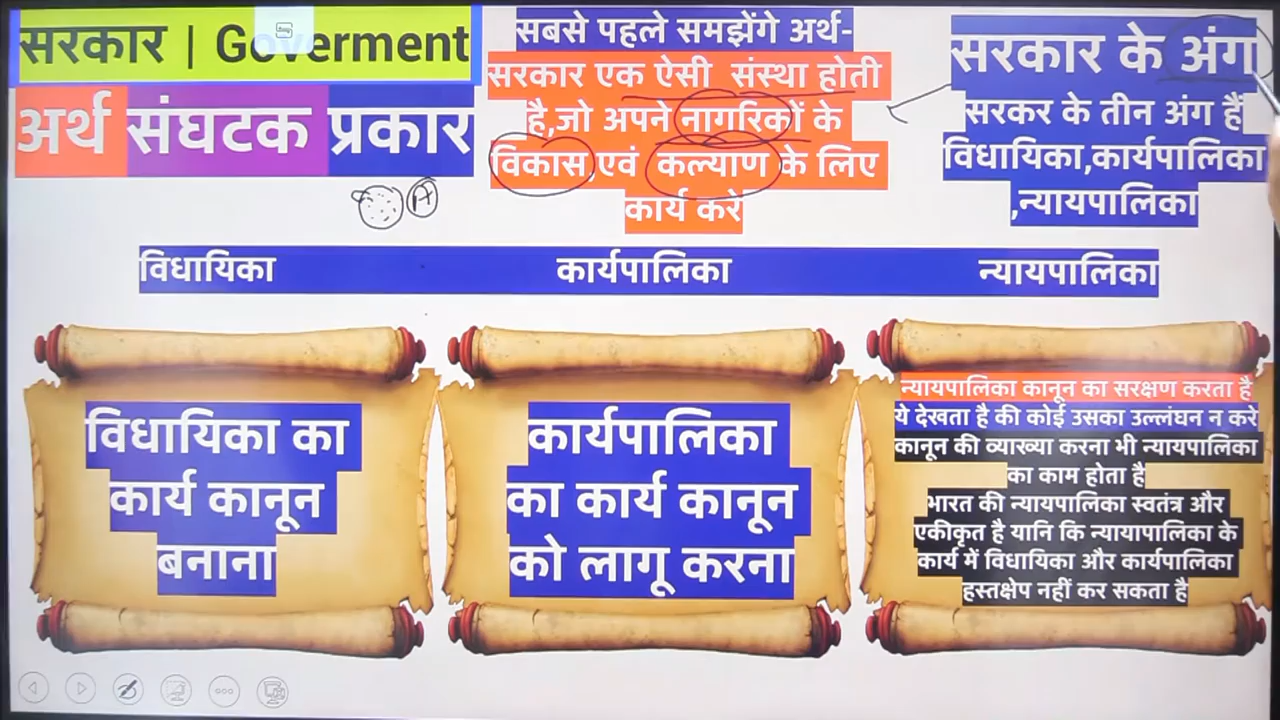 सरकार | Goverment
अर्थ संघटक प्रकार
सबसे पहले समझेंगे अर्थ-
सरकार एक ऐसी संस्था होती
है,जो अपने नागरिकों के
विकास एवं कल्याण के लिए
कार्य करे
सरकार के अंग
सरकर के तीन अंग हैं
विधायिका,कार्यपालिका
,न्यायपालिका
A
विधायिका कार्यपालिका न्यायपालिका
विधायिका का
कार्य कानून
बनाना
कार्यपालिका
का कार्य कानून
को लागू करना
न्यायपालिका कानून का सरक्षण करता है
ये देखता है की कोई उसका उल्लंघन न करे
कानून की व्याख्या करना भी न्यायपालिका
का काम होता है
भारत की न्यायपालिका स्वतंत्र और
एकीकृत है यानि कि न्यायापालिका के
कार्य में विधायिका और कार्यपालिका
हस्तक्षेप नहीं कर सकता है